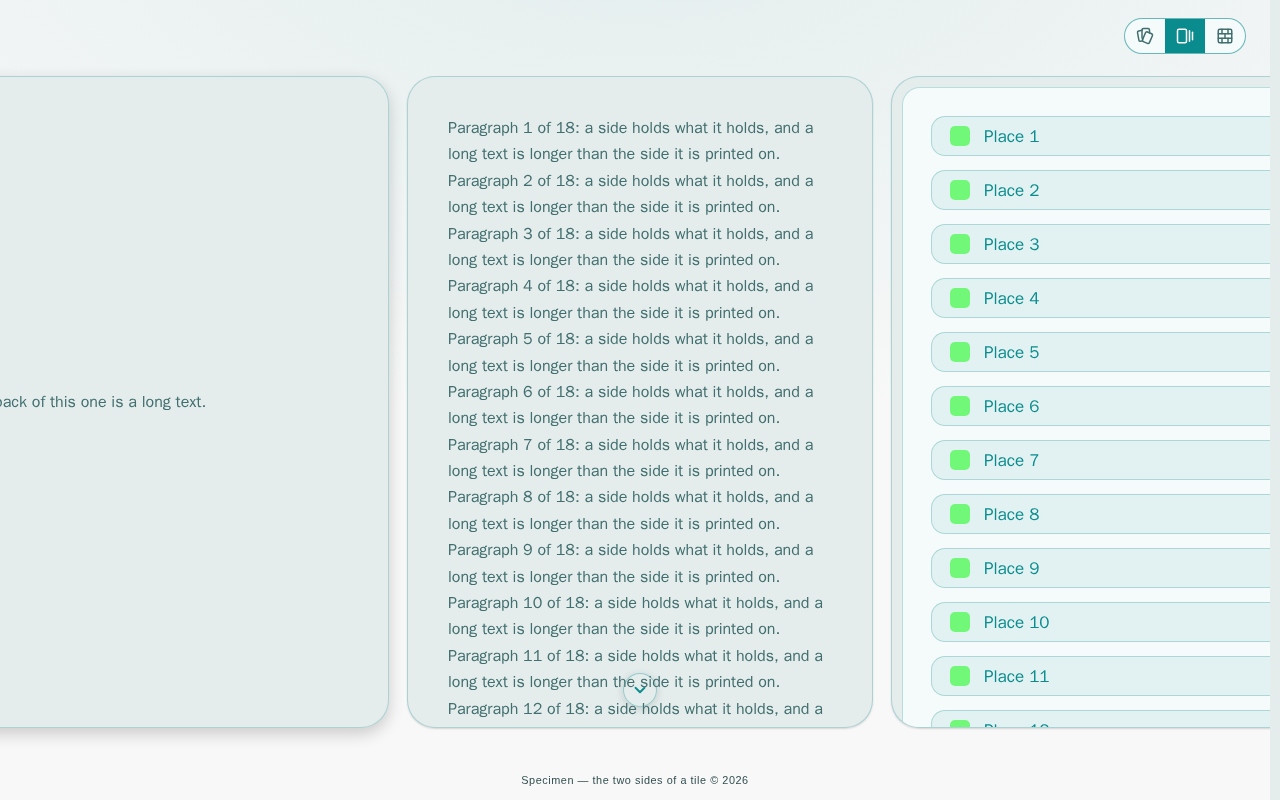 back of this one is a long text.
Paragraph 1 of 18: a side holds what it holds, and a
long text is longer than the side it is printed on.
Paragraph 2 of 18: a side holds what it holds, and a
long text is longer than the side it is printed on.
Paragraph 3 of 18: a side holds what it holds, and a
long text is longer than the side it is printed on.
Paragraph 4 of 18: a side holds what it holds, and a
long text is longer than the side it is printed on.
Paragraph 5 of 18: a side holds what it holds, and a
long text is longer than the side it is printed on.
Paragraph 6 of 18: a side holds what it holds, and a
long text is longer than the side it is printed on.
Paragraph 7 of 18: a side holds what it holds, and a
long text is longer than the side it is printed on.
Paragraph 8 of 18: a side holds what it holds, and a
long text is longer than the side it is printed on.
Paragraph 9 of 18: a side holds what it holds, and a
long text is longer than the side it is printed on.
Paragraph 10 of 18: a side holds what it holds, and a
long text is longer than the side it is printed on.
Paragraph 11 of 18: a side holds what it holds, and a
long text is longer than the side it is printed on.
Paragraph 12 of 18: a side holds what it holds, and a
Place 1
Place 2
Place 3
Place 4
Place 5
Place 6
Place 7
Place 8
Place 9
Place 10
Place 11
Specimen — the two sides of a tile © 2026